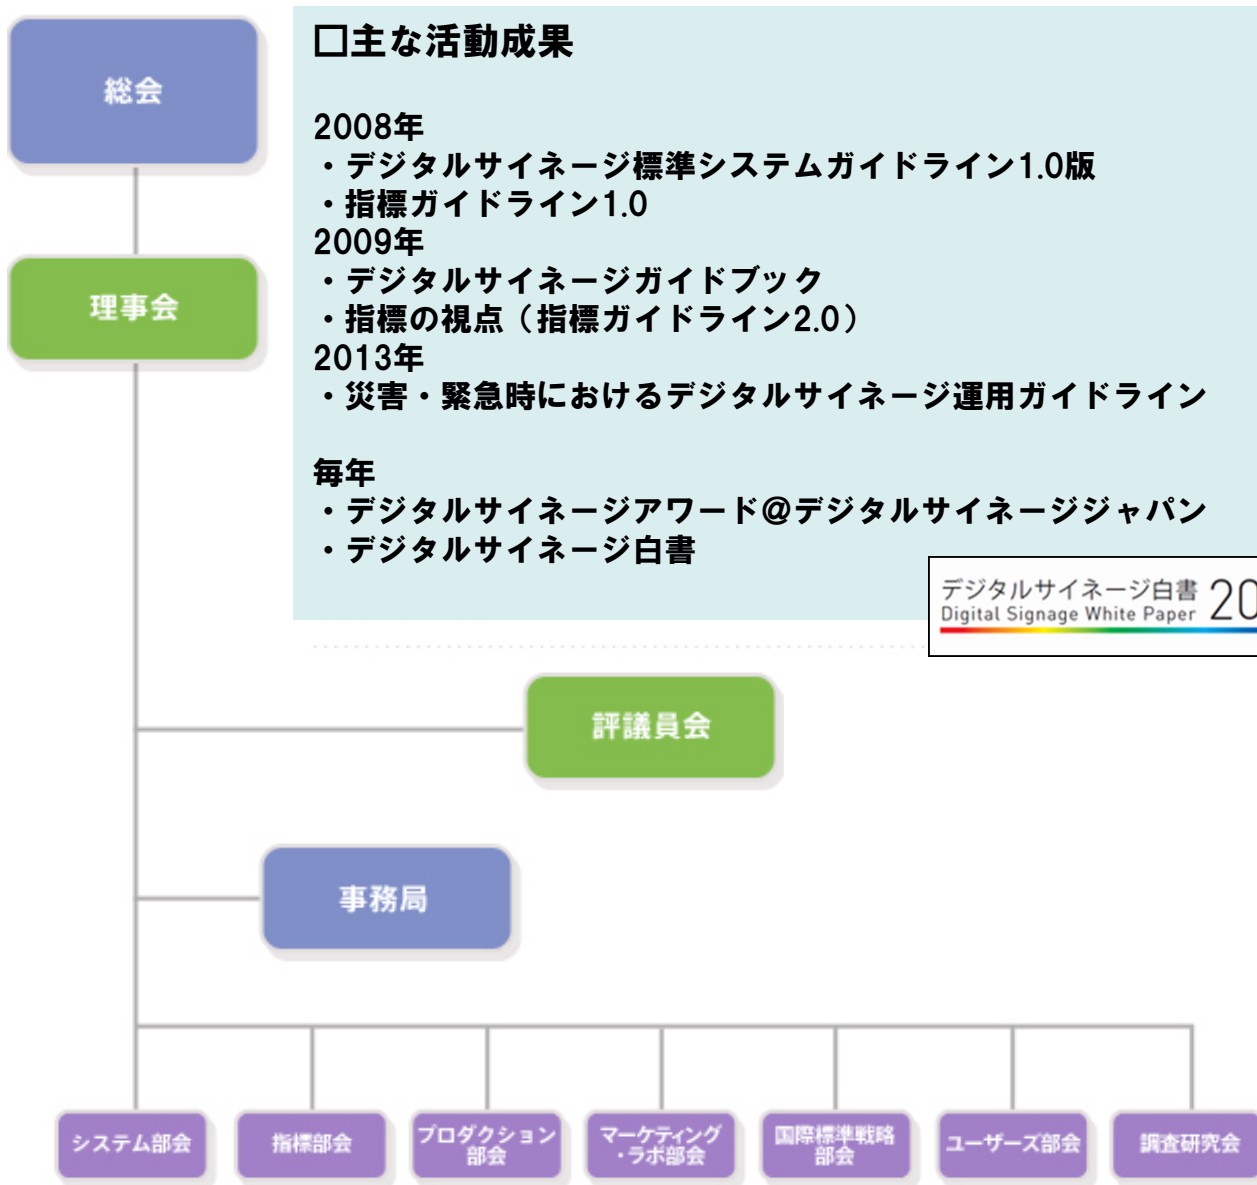 総会
□主な活動成果
2008年
・デジタルサイネージ標準システムガイドライン1.0版
・指標ガイドライン1.0
2009年
・デジタルサイネージガイドブック
・指標の視点（指標ガイドライン2.0）
2013年
・災害・緊急時におけるデジタルサイネージ運用ガイドライン
毎年
・デジタルサイネージアワード@デジタルサイネージジャパン
・デジタルサイネージ白書
デジタルサイネージ白書 20
Digital Signage White Paper
理事会
評議員会
事務局
システム部会
指標部会
プロダクション
部会
マーケティング
・ラボ部会
国際標準戦略
部会
ユーザーズ部会
調査研究会